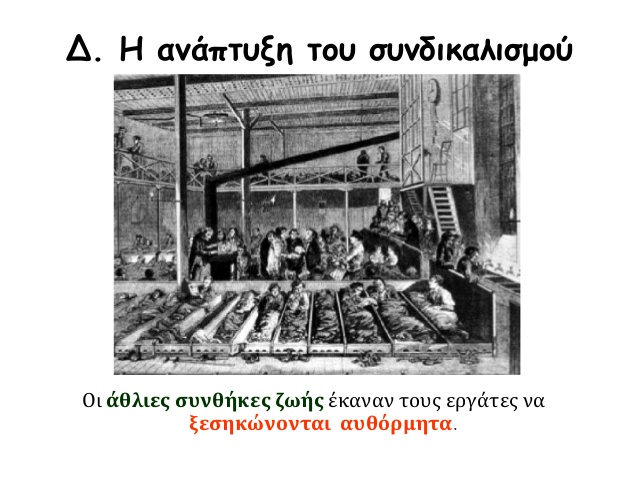 Δ. Η ανάπτυξη του συνδικαλισμού
Οι άθλιες συνθήκες ζωής έκαναν τους εργάτες να
ξεσηκώνονται αυθόρμητα.